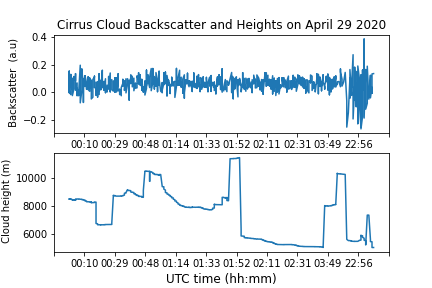 Cirrus Cloud Backscatter and Heights on April 29 2020
Backscatter (a.u)
0.4
0.2
0.0
−0.2
00:10 00:29 00:48 01:14 01:33 01:52 02:11 02:31 03:49 22:56
Cloud height (m)
10000
8000
6000
00:10 00:29 00:48 01:14 01:33 01:52 02:11 02:31 03:49 22:56
UTC time (hh:mm)